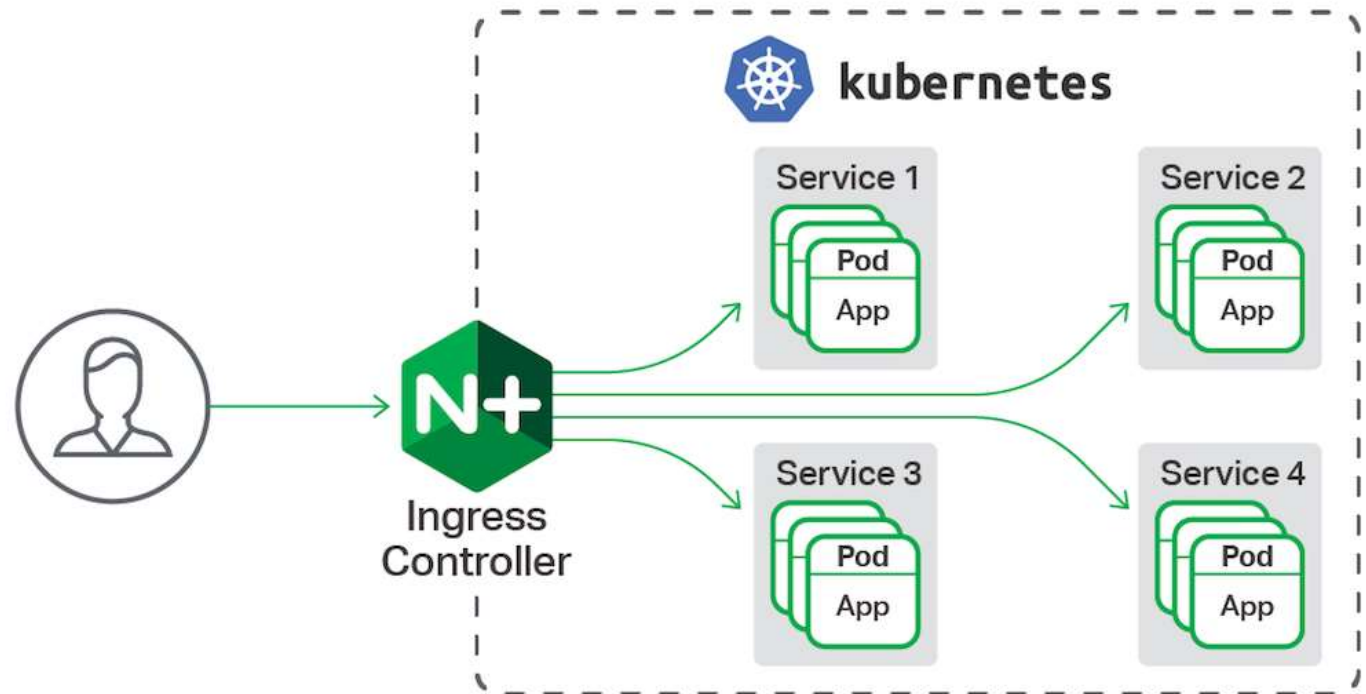 kubernetes
Service 1
Pod
App
Service 2
Pod
App
N+
Ingress
Controller
Service 3
Pod
App
Service 4
Pod
App